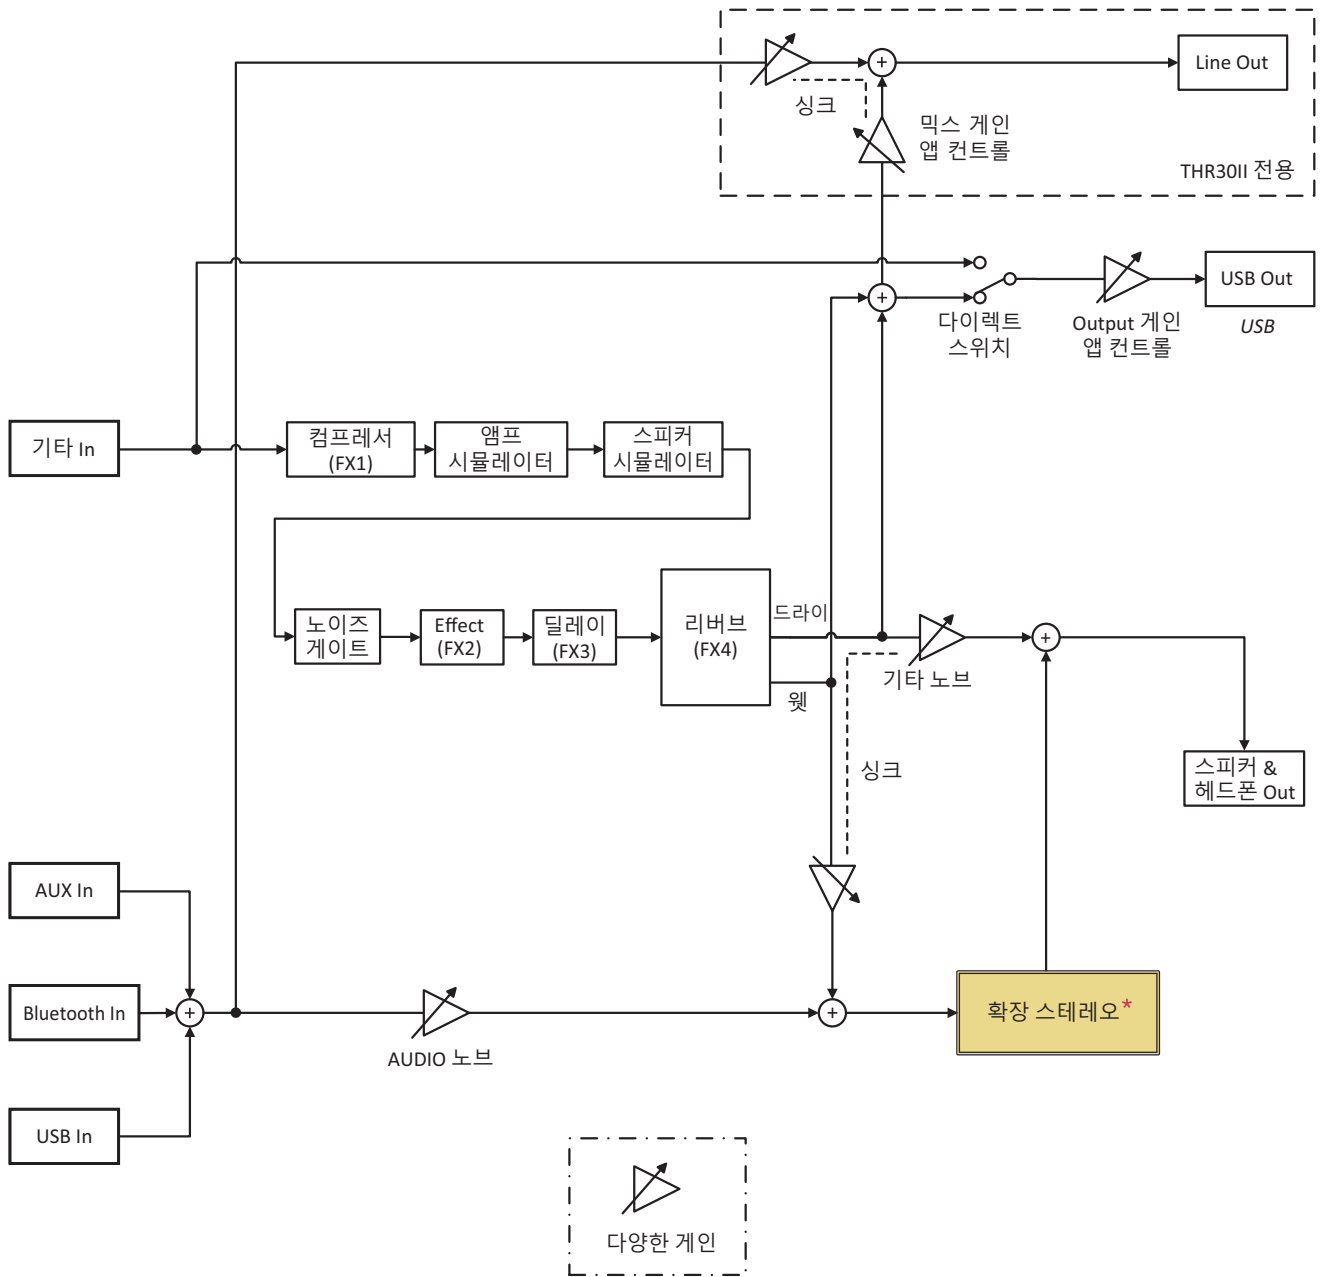 Line Out
싱크
믹스 게인
앱 컨트롤
THR30II 전용
USB Out
USB
다이렉트
스위치
Output 게인
앱 컨트롤
기타 In
컴프레서
(FX1)
앰프
시뮬레이터
스피커
시뮬레이터
노이즈
게이트
Effect
(FX2)
딜레이
(FX3)
리버브
(FX4)
드라이
웻
기타 노브
싱크
스피커 &
헤드폰 Out
AUX In
Bluetooth In
USB In
AUDIO 노브
확장 스테레오*
다양한 게인